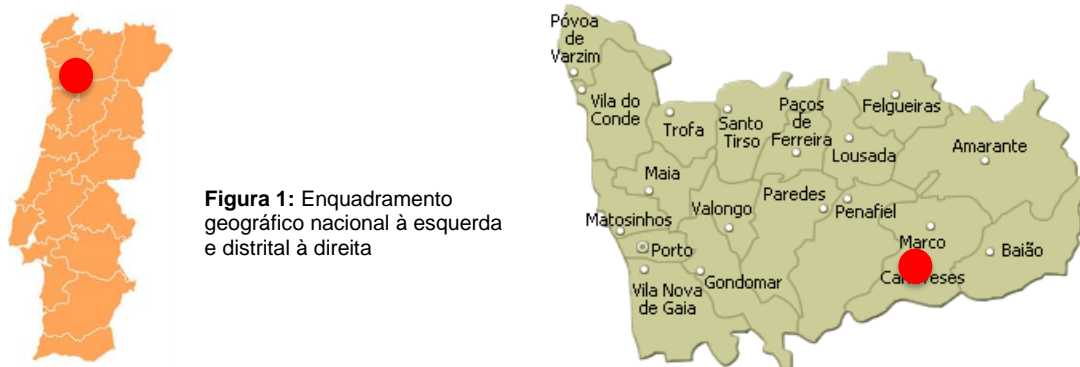 Figura 1: Enquadramento
geográfico nacional à esquerda
e distrital à direita
Póvoa
de
Varzim
Vila do
Conde
Trofa
Santo
Tirso
Paços
de
Ferreira
Felgueiras
Lousada
Amarante
Maia
Matosinhos
Valongo
Paredes
Penafiel
Porto
Marco
Baião
Vila Nova
de Gaia
Gondomar